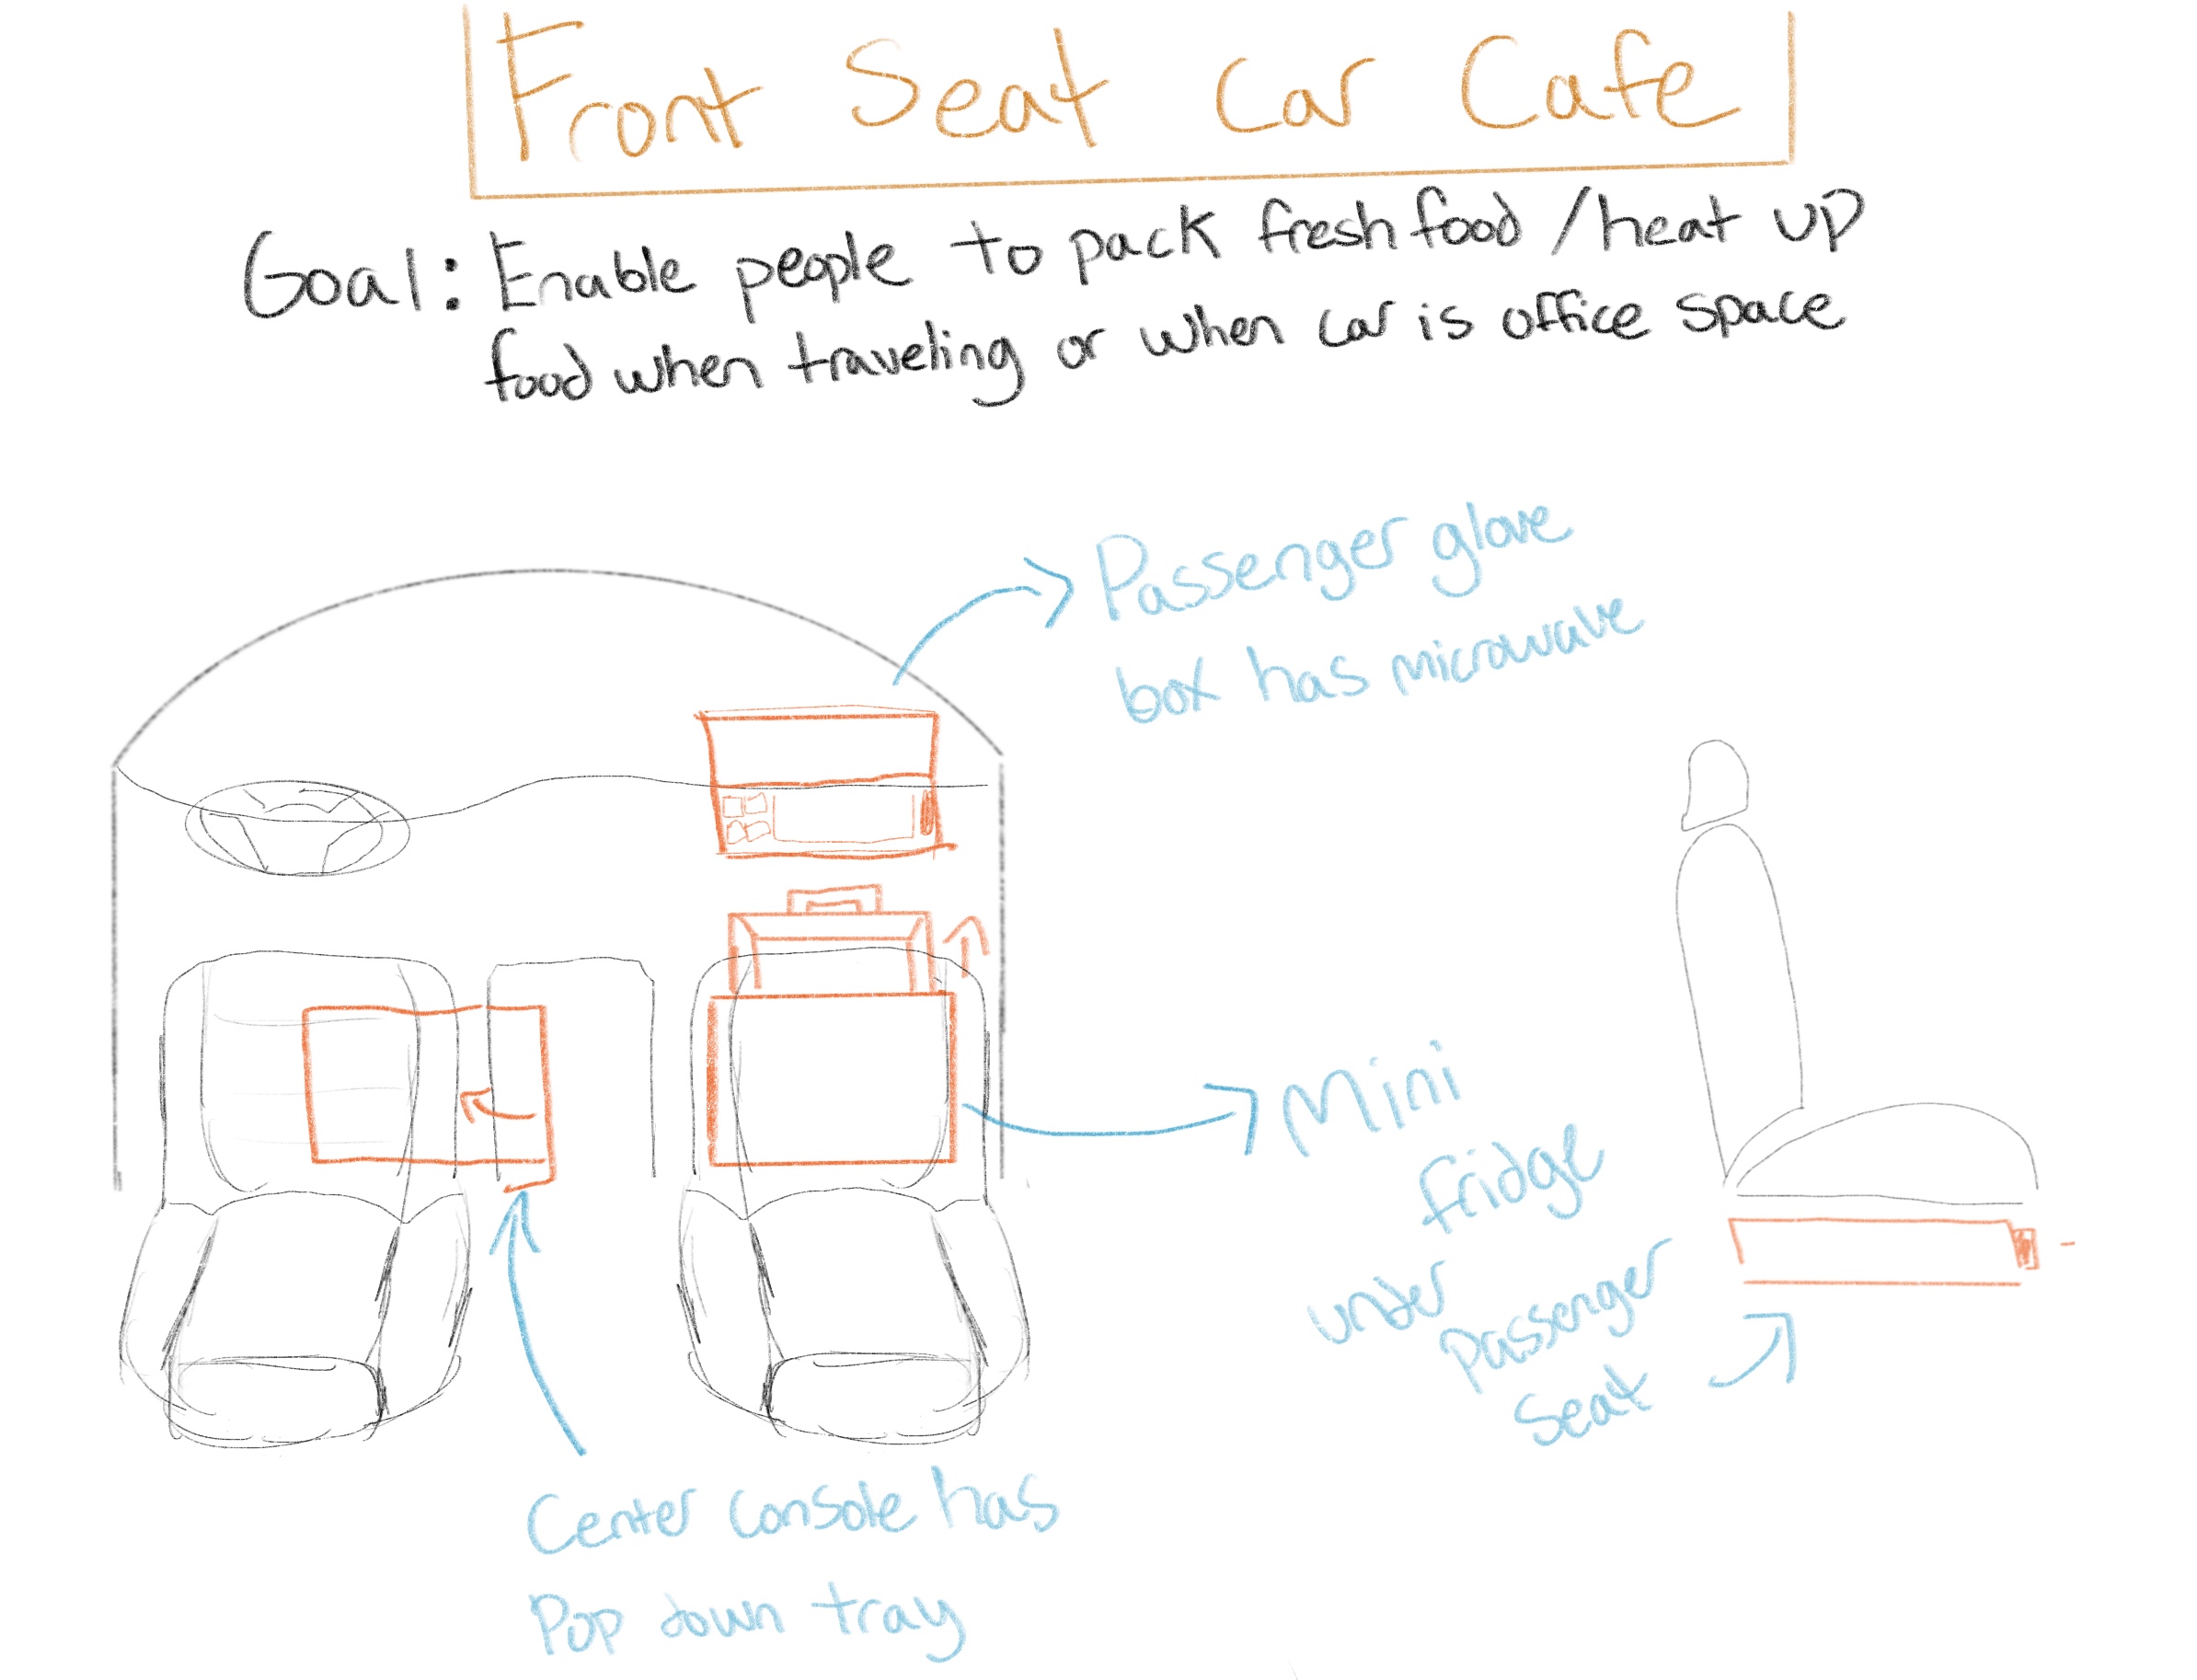 Front Seat Car Cafe
Goal: Enable people to pack fresh food / heat up
food when traveling or when car is office space
Passenger glove
box has microwave
Mini
fridge
under
passenger
seat
Center console has
Pop down tray